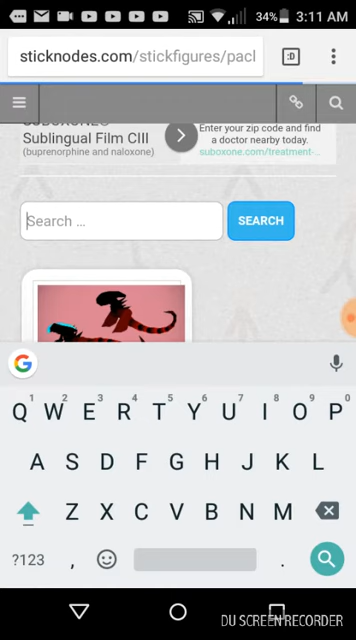 34% 3:11 AM
sticknodes.com/stickfigures/pacl
:D
Sublingual Film CIII
(buprenorphine and naloxone)
Enter your zip code and find
a doctor nearby today.
suboxone.com/treatment-...
Search ...
SEARCH
G
1 2 3 4 5 6 7 8 9 0
Q W E R T Y U I O P
A S D F G H J K L
Z X C V B N M
?123 , .
DU SCREEN RECORDER